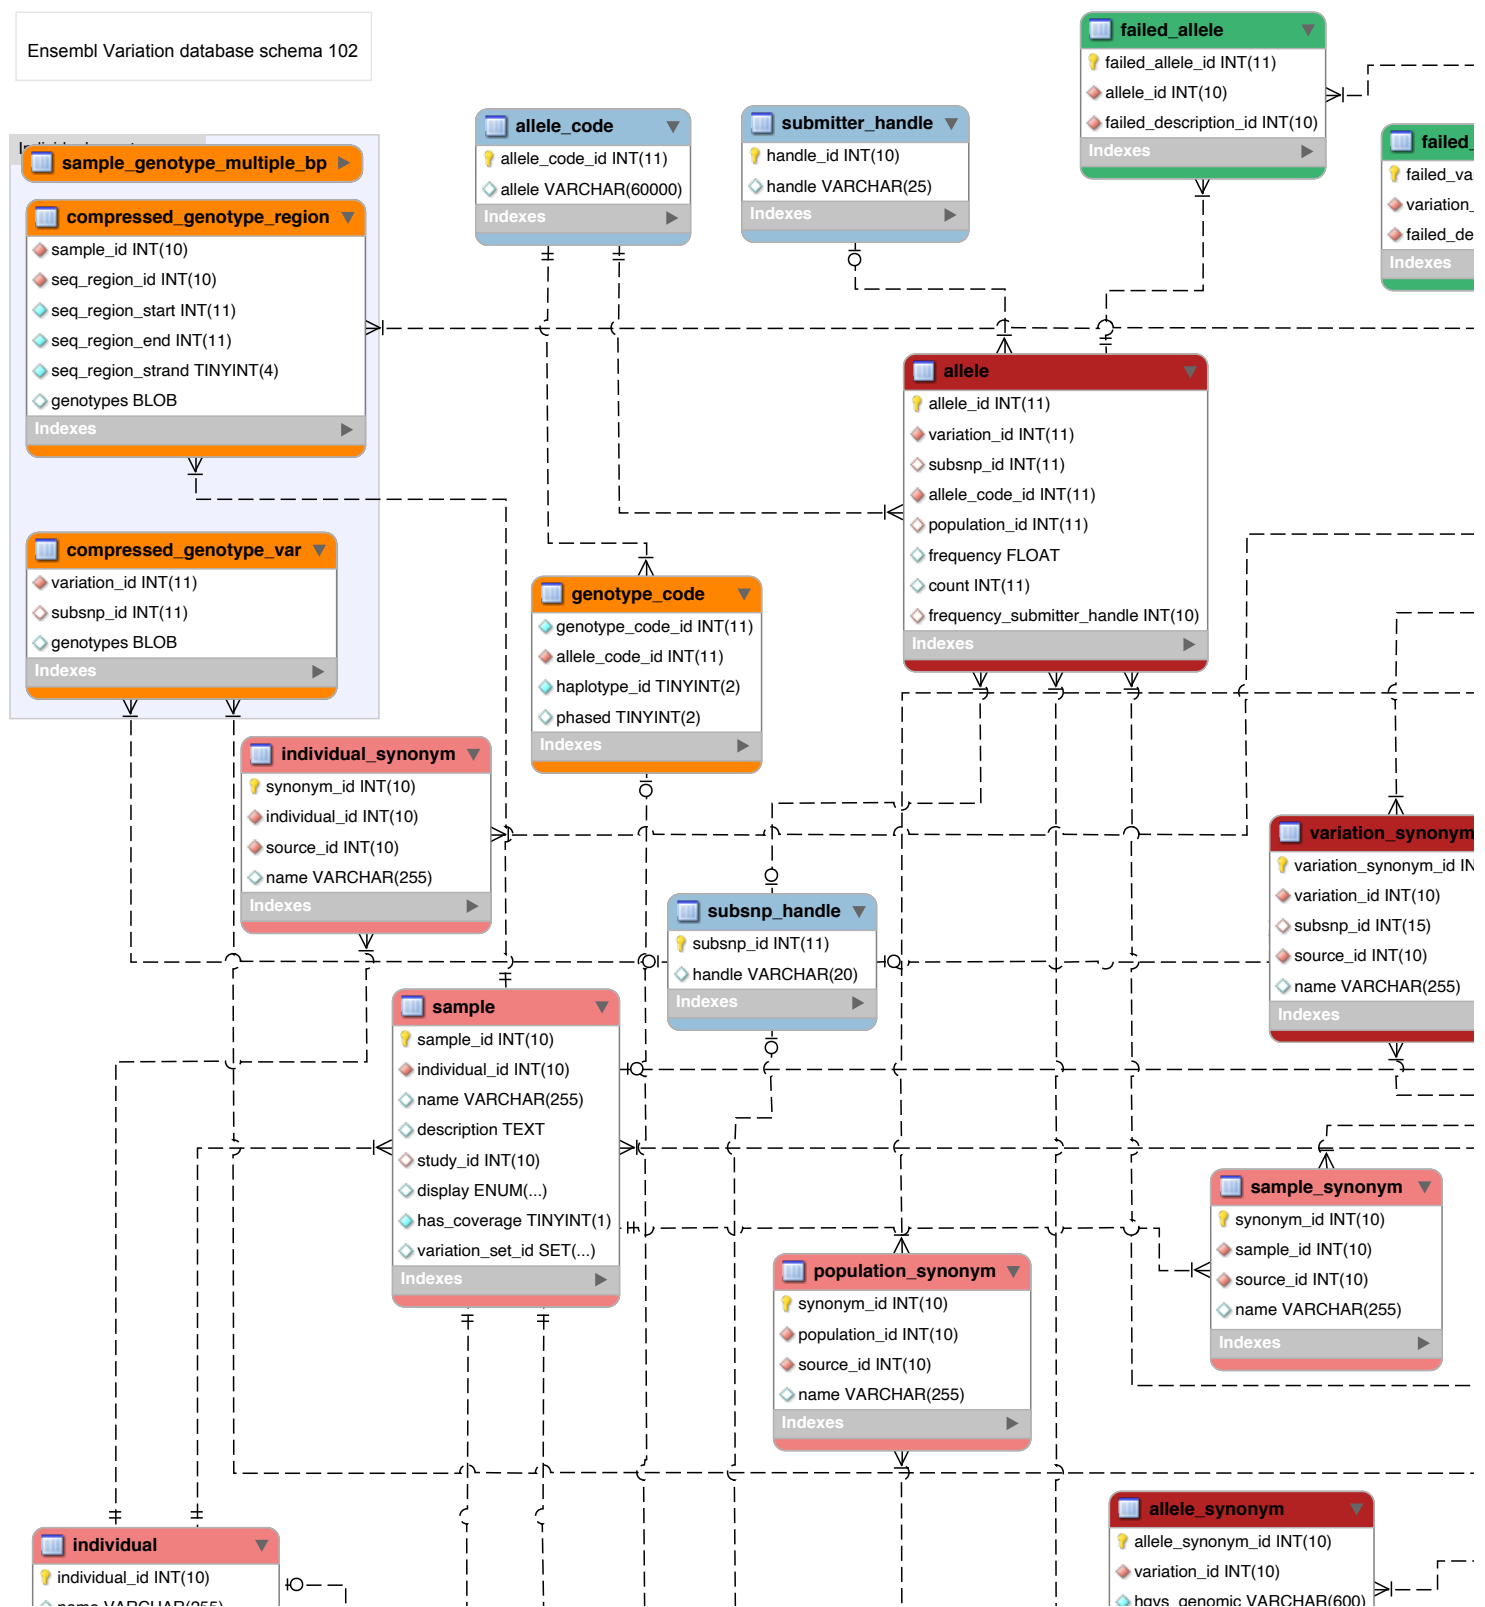 Ensembl Variation database schema 102
failed_allele
failed_allele_id INT(11)
allele_id INT(10)
failed_description_id INT(10)
Indexes
allele_code
allele_code_id INT(11)
allele VARCHAR(60000)
Indexes
submitter_handle
handle_id INT(10)
handle VARCHAR(25)
Indexes
failed_
failed_va
variation_
failed_de
Indexes
sample_genotype_multiple_bp
compressed_genotype_region
sample_id INT(10)
seq_region_id INT(10)
seq_region_start INT(11)
seq_region_end INT(11)
seq_region_strand TINYINT(4)
genotypes BLOB
Indexes
allele
allele_id INT(11)
variation_id INT(11)
subsnp_id INT(11)
allele_code_id INT(11)
population_id INT(11)
frequency FLOAT
count INT(11)
frequency_submitter_handle INT(10)
Indexes
compressed_genotype_var
variation_id INT(11)
subsnp_id INT(11)
genotypes BLOB
Indexes
genotype_code
genotype_code_id INT(11)
allele_code_id INT(11)
haplotype_id TINYINT(2)
phased TINYINT(2)
Indexes
individual_synonym
synonym_id INT(10)
individual_id INT(10)
source_id INT(10)
name VARCHAR(255)
Indexes
variation_synonym
variation_synonym_id IN
variation_id INT(10)
subsnp_id INT(15)
source_id INT(10)
name VARCHAR(255)
Indexes
subsnp_handle
subsnp_id INT(11)
handle VARCHAR(20)
Indexes
sample
sample_id INT(10)
individual_id INT(10)
name VARCHAR(255)
description TEXT
study_id INT(10)
display ENUM(...)
has_coverage TINYINT(1)
variation_set_id SET(...)
Indexes
sample_synonym
synonym_id INT(10)
sample_id INT(10)
source_id INT(10)
name VARCHAR(255)
Indexes
population_synonym
synonym_id INT(10)
population_id INT(10)
source_id INT(10)
name VARCHAR(255)
Indexes
individual
individual_id INT(10)
name VARCHAR(255)
allele_synonym
allele_synonym_id INT(10)
variation_id INT(10)
hgvs_genomic VARCHAR(600)